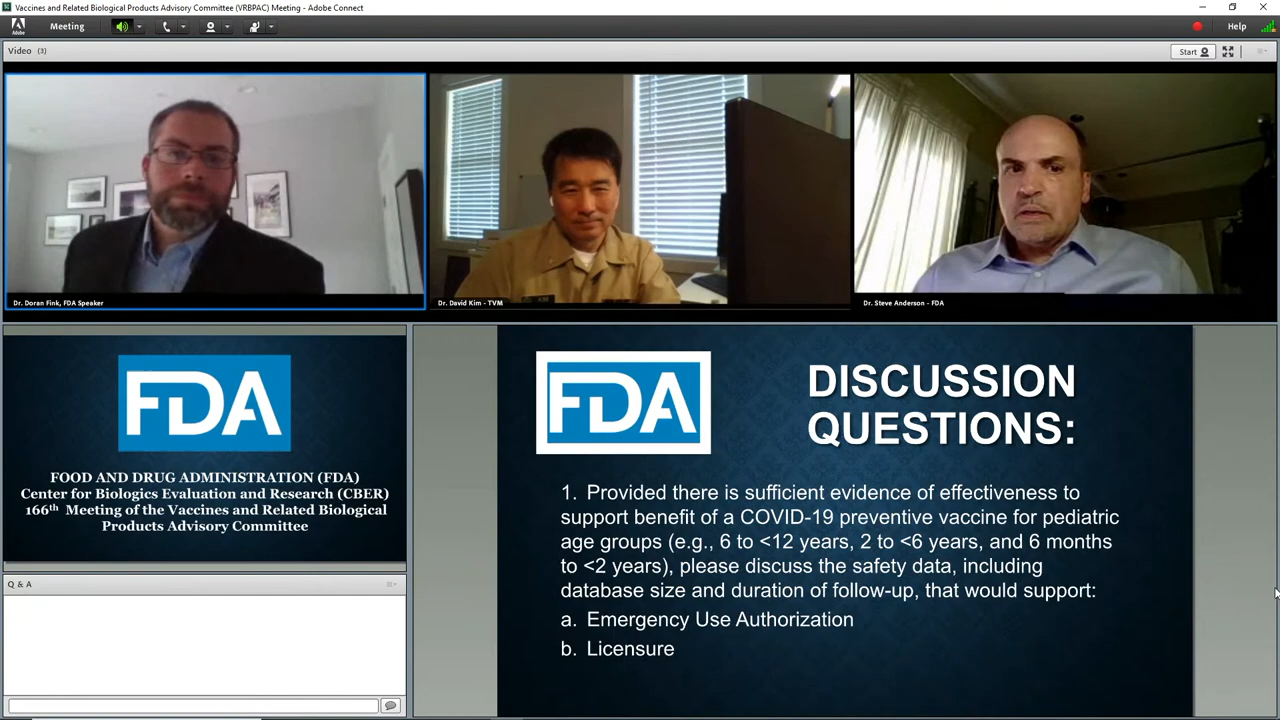 Vaccines and Related Biological Products Advisory Committee (VRBPAC) Meeting - Adobe Connect
Adobe
Meeting
Help
Video (3)
Start
Dr. Doran Fink, FDA Speaker
Dr. David Kim - TVM
Dr. Steve Anderson - FDA
FDA
FOOD AND DRUG ADMINISTRATION (FDA)
Center for Biologics Evaluation and Research (CBER)
166th Meeting of the Vaccines and Related Biological
Products Advisory Committee
Q & A
FDA
DISCUSSION
QUESTIONS:
1. Provided there is sufficient evidence of effectiveness to
support benefit of a COVID-19 preventive vaccine for pediatric
age groups (e.g., 6 to <12 years, 2 to <6 years, and 6 months
to <2 years), please discuss the safety data, including
database size and duration of follow-up, that would support:
a. Emergency Use Authorization
b. Licensure